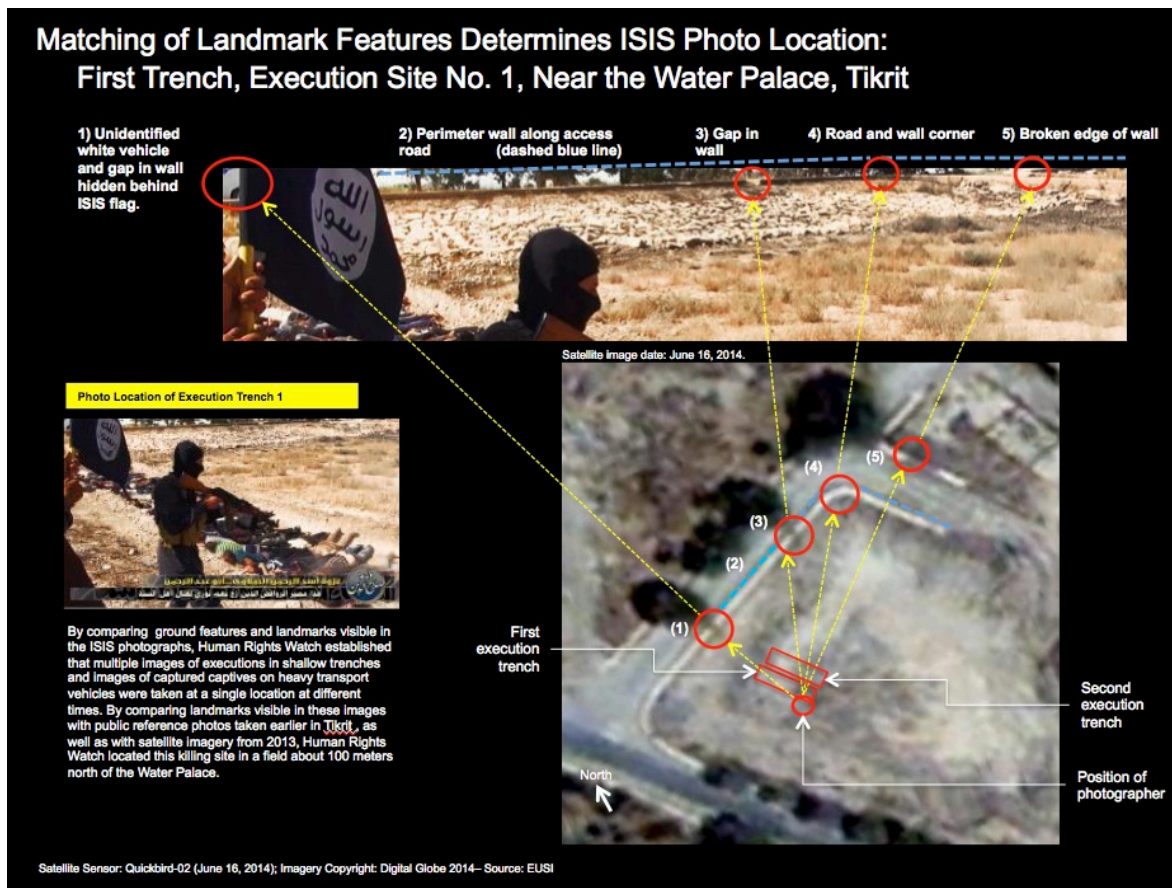 Matching of Landmark Features Determines ISIS Photo Location:
First Trench, Execution Site No. 1, Near the Water Palace, Tikrit
1) Unidentified
white vehicle
and gap in wall
hidden behind
ISIS flag.
2) Perimeter wall along access
road (dashed blue line)
3) Gap in
wall
4) Road and wall corner
5) Broken edge of wall
الله
رسول
محمد
Satellite image date: June 16, 2014.
Photo Location of Execution Trench 1
الله
رسول
محمد
By comparing ground features and landmarks visible in
the ISIS photographs, Human Rights Watch established
that multiple images of executions in shallow trenches
and images of captured captives on heavy transport
vehicles were taken at a single location at different
times. By comparing landmarks visible in these images
with public reference photos taken earlier in Tikrit , as
well as with satellite imagery from 2013, Human Rights
Watch located this killing site in a field about 100 meters
north of the Water Palace.
(5)
(4)
(3)
(2)
(1)
First
execution
trench
Second
execution
trench
Position of
photographer
North
Satellite Sensor: Quickbird-02 (June 16, 2014); Imagery Copyright: Digital Globe 2014– Source: EUSI